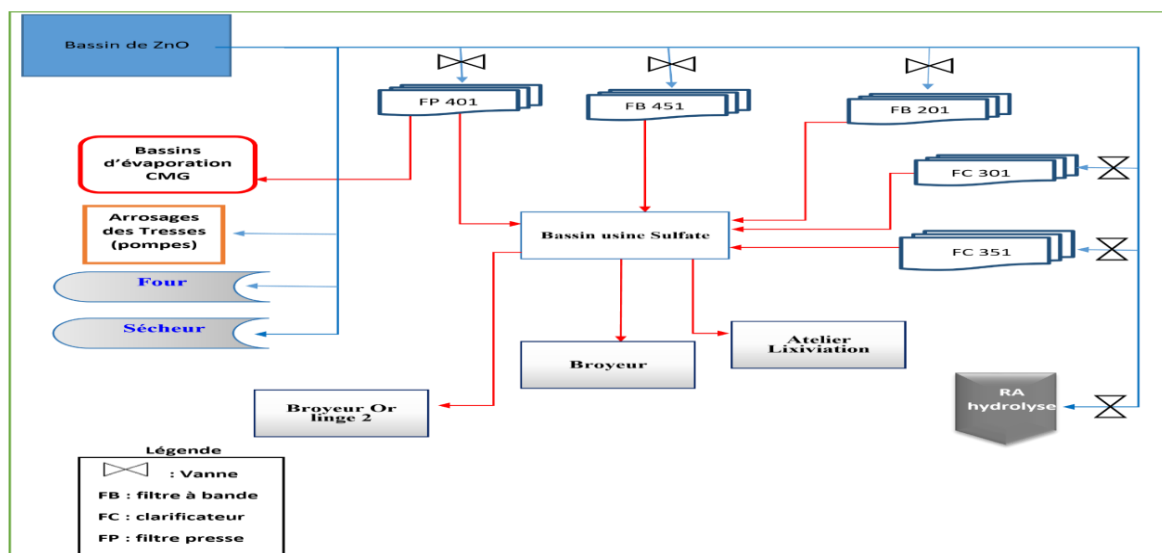 Bassin de ZnO
FP 401
FB 451
FB 201
Bassins
d'évaporation
CMG
FC 301
Arrosages
des Tresses
(pompes)
Bassin usine Sulfate
FC 351
Four
Sécheur
Atelier
Lixiviation
Broyeur
Broyeur Or
linge 2
RA
hydrolyse
Légende
: Vanne
FB : filtre à bande
FC : clarificateur
FP : filtre presse